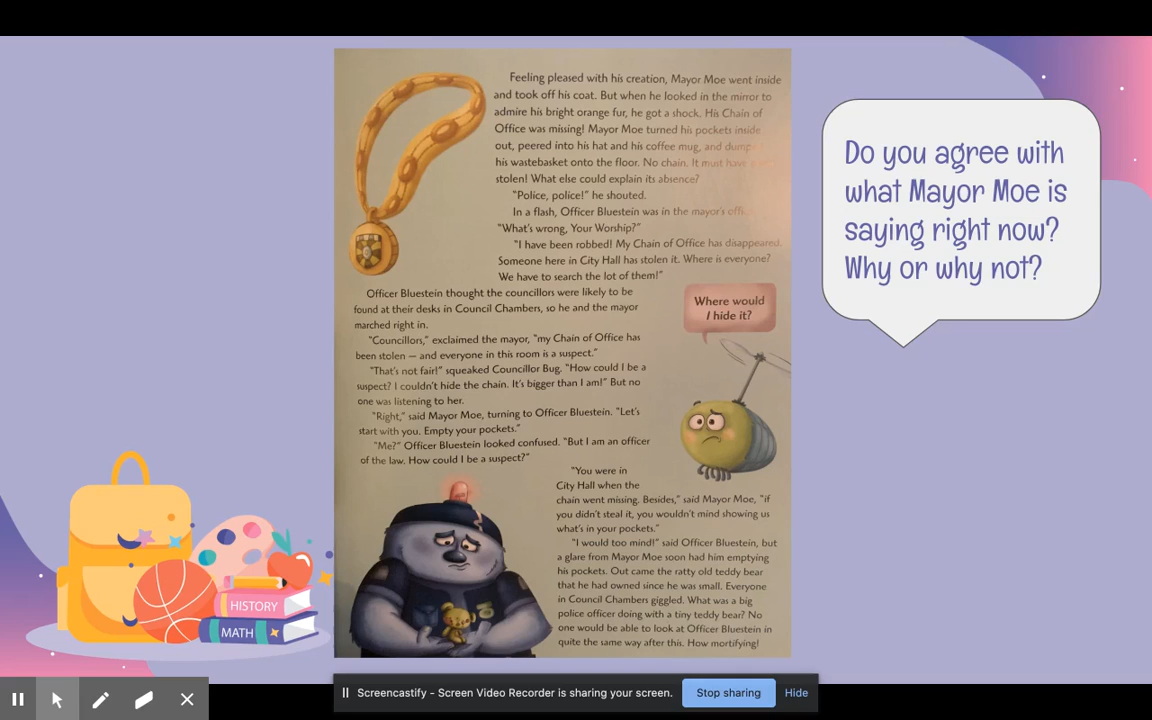 Feeling pleased with his creation, Mayor Moe went inside
and took off his coat. But when he looked in the mirror to
admire his bright orange fur, he got a shock. His Chain of
Office was missing! Mayor Moe turned his pockets inside
out, peered into his hat and his coffee mug, and
his wastebasket onto the floor. No chain. It must have
stolen! What else could explain its absence?
"Police, police!" he shouted.
In a flash, Officer Bluestein was in the mayor's
"What's wrong, Your Worship?"
"I have been robbed! My Chain of Office has disappeared.
Someone here in City Hall has stolen it. Where is everyone?
We have to search the lot of them!"
Officer Bluestein thought the councillors were likely to be
found at their desks in Council Chambers, so he and the mayor
marched right in.
"Councillors," exclaimed the mayor, "my Chain of Office has
been stolen — and everyone in this room is a suspect."
"That's not fair!" squeaked Councillor Bug. "How could I be a
suspect? I couldn't hide the chain. It's bigger than I am!" But no
one was listening to her.
"Right," said Mayor Moe, turning to Officer Bluestein. "Let's
start with you. Empty your pockets."
"Me?" Officer Bluestein looked confused. "But I am an officer
of the law. How could I be a suspect?"
"You were in
City Hall when the
chain went missing. Besides," said Mayor Moe, "if
you didn't steal it, you wouldn't mind showing us
what's in your pockets."
"I would too mind!" said Officer Bluestein, but
a glare from Mayor Moe soon had him emptying
his pockets. Out came the ratty old teddy bear
that he had owned since he was small. Everyone
in Council Chambers giggled. What was a big
police officer doing with a tiny teddy bear? No
one would be able to look at Officer Bluestein in
quite the same way after this. How mortifying!
Where would
I hide it?
Do you agree with
what Mayor Moe is
saying right now?
Why or why not?
HISTORY
MATH
Screencastify - Screen Video Recorder is sharing your screen.
Stop sharing
Hide